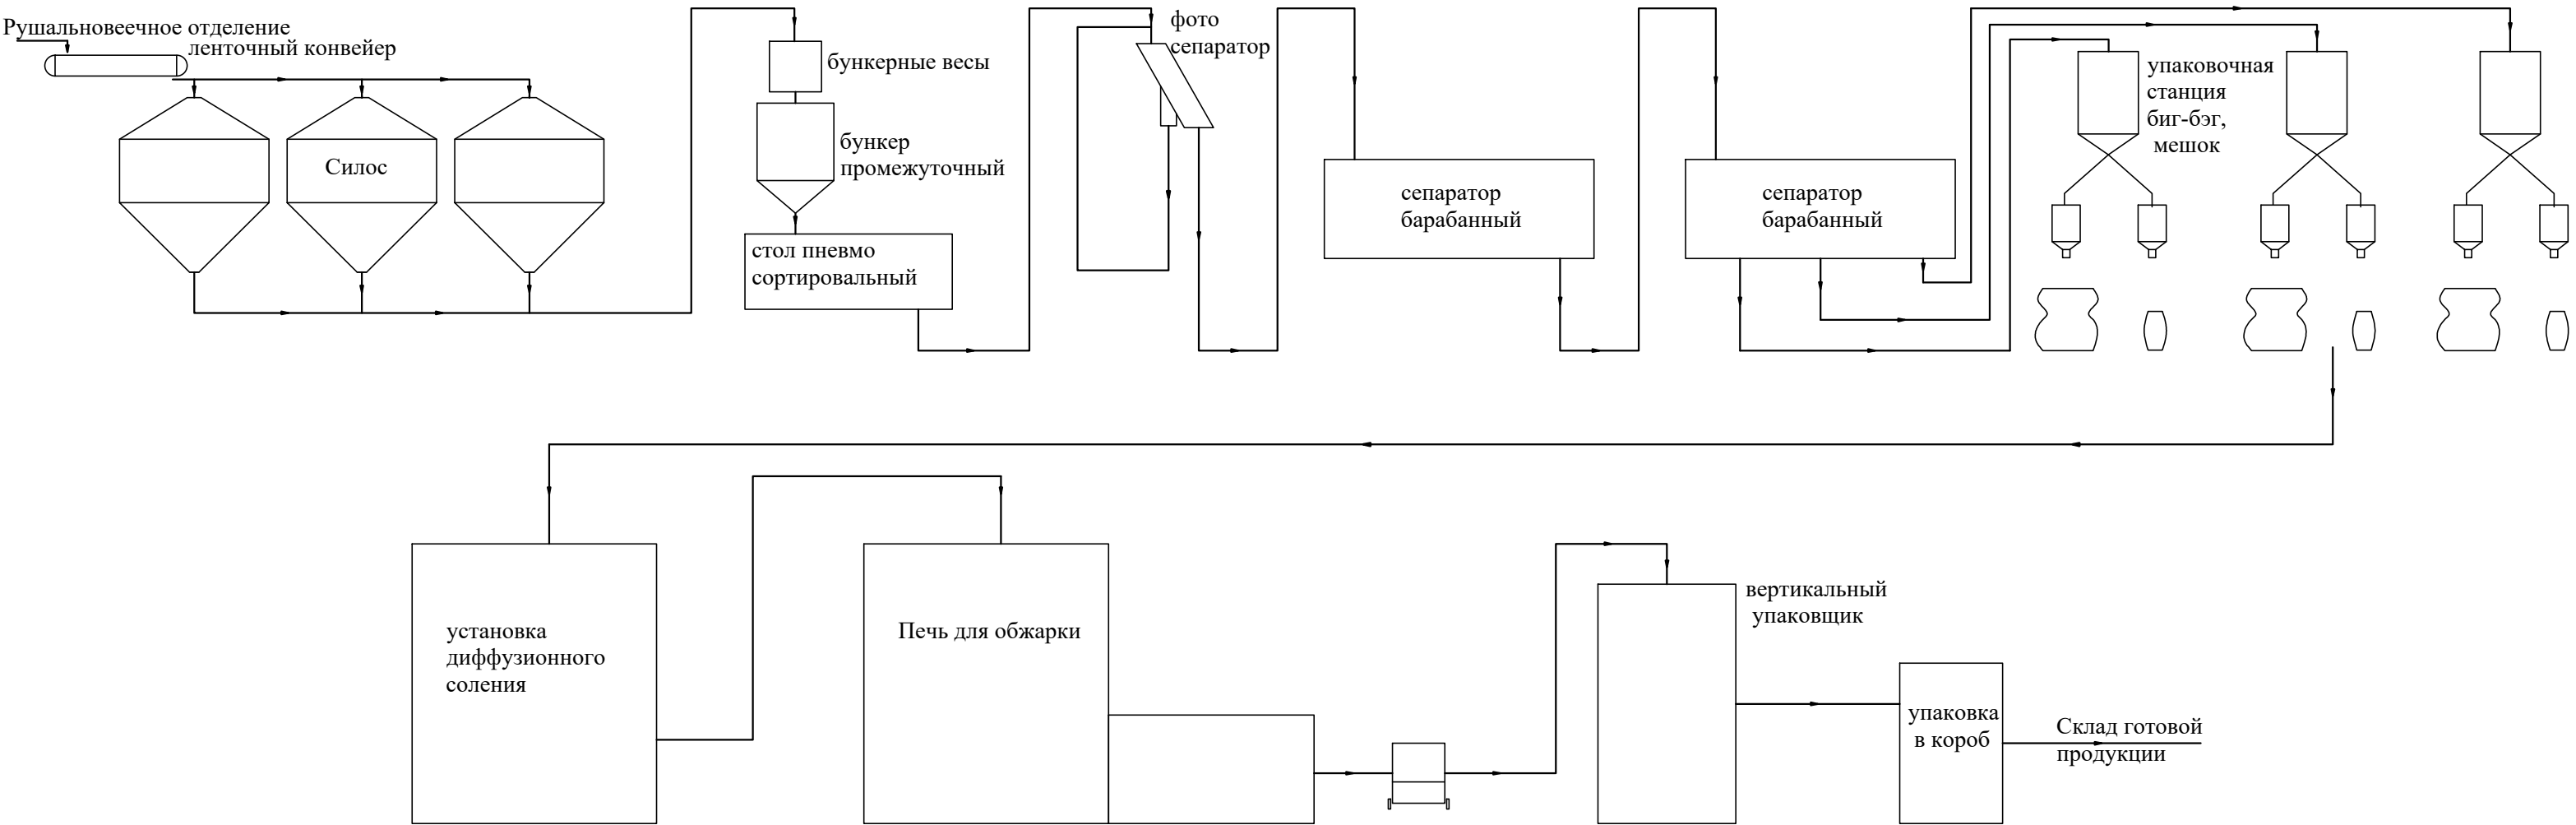 Рушальновеечное отделение
ленточный конвейер
Силос
бункерные весы
бункер
промежуточный
стол пневмо
сортировальный
фото
сепаратор
сепаратор
барабанный
сепаратор
барабанный
упаковочная
станция
биг-бэг,
мешок
установка
диффузионного
соления
Печь для обжарки
вертикальный
упаковщик
упаковка
в короб
Склад готовой
продукции